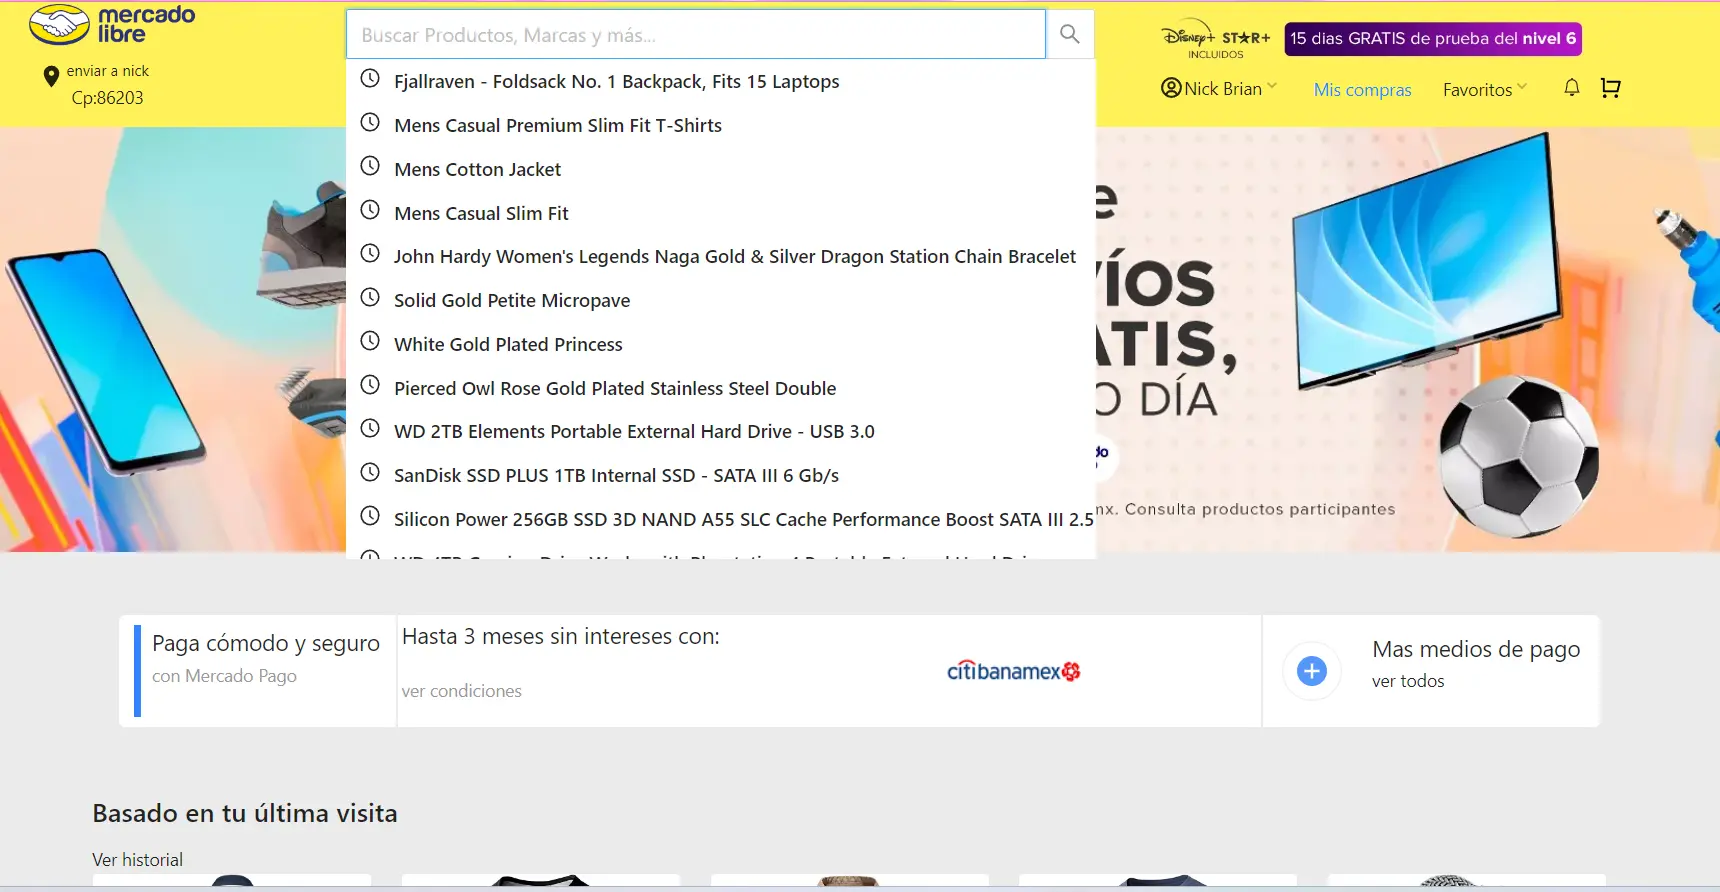 mercado
libre
Buscar Productos, Marcas y más...
DISNEY+ STAR+
INCLUIDOS
15 dias GRATIS de prueba del nivel 6
enviar a nick
Cp:86203
Nick Brian
Mis compras
Favoritos
Fjallraven - Foldsack No. 1 Backpack, Fits 15 Laptops
Mens Casual Premium Slim Fit T-Shirts
Mens Cotton Jacket
Mens Casual Slim Fit
John Hardy Women's Legends Naga Gold & Silver Dragon Station Chain Bracelet
Solid Gold Petite Micropave
White Gold Plated Princess
Pierced Owl Rose Gold Plated Stainless Steel Double
WD 2TB Elements Portable External Hard Drive - USB 3.0
SanDisk SSD PLUS 1TB Internal SSD - SATA III 6 Gb/s
Silicon Power 256GB SSD 3D NAND A55 SLC Cache Performance Boost SATA III 2.5
e
íos
ATIS,
O DÍA
do
mx. Consulta productos participantes
Paga cómodo y seguro
con Mercado Pago
Hasta 3 meses sin intereses con:
ver condiciones
citibanamex
Mas medios de pago
ver todos
Basado en tu última visita
Ver historial